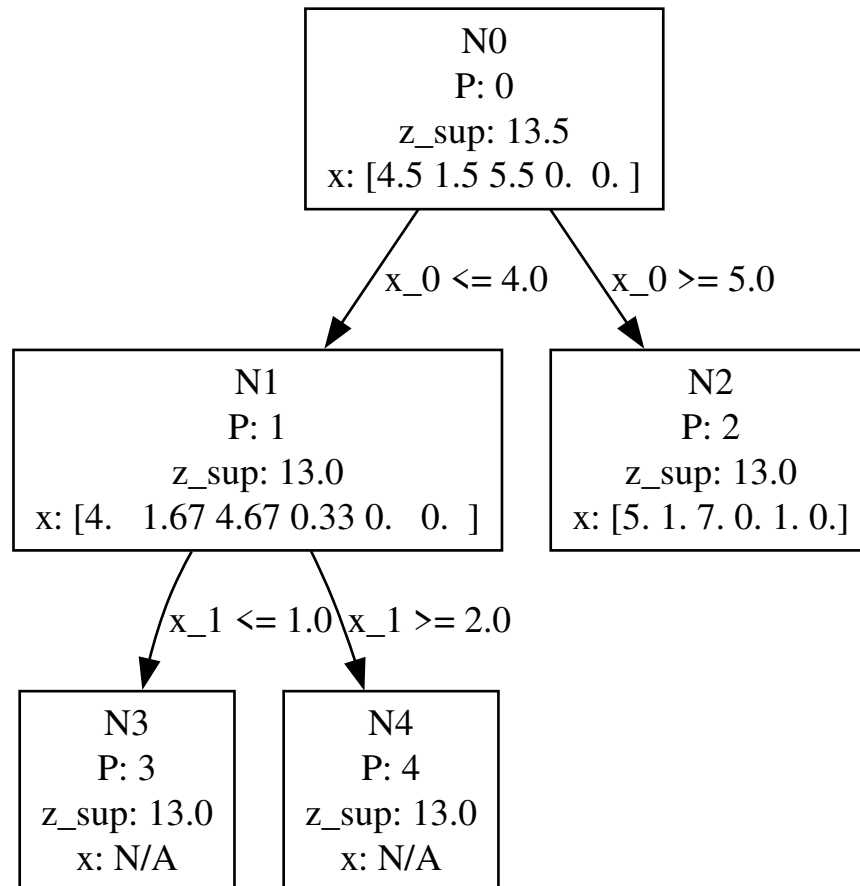 N0
P: 0
z_sup: 13.5
x: [4.5 1.5 5.5 0.  0. ]
x_0 <= 4.0
x_0 >= 5.0
N1
P: 1
z_sup: 13.0
x: [4.   1.67 4.67 0.33 0.   0.  ]
N2
P: 2
z_sup: 13.0
x: [5. 1. 7. 0. 1. 0.]
x_1 <= 1.0
x_1 >= 2.0
N3
P: 3
z_sup: 13.0
x: N/A
N4
P: 4
z_sup: 13.0
x: N/A